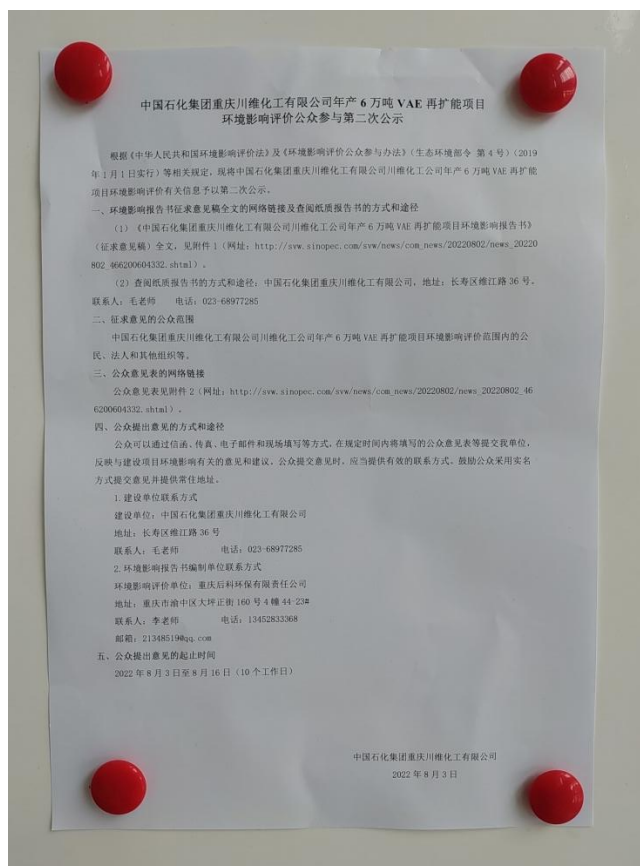 中国石化集团重庆川维化工有限公司年产 6 万吨 VAE 再扩能项目
环境影响评价公众参与第二次公示
根据《中华人民共和国环境影响评价法》及《环境影响评价公众参与办法》(生态环境部令 第 4 号)(2019
年 1 月 1 日实行)等相关规定，现将中国石化集团重庆川维化工有限公司川维化工公司年产 6 万吨 VAE 再扩能
项目环境影响评价有关信息予以第二次公示。
一、环境影响报告书征求意见稿全文的网络链接及查阅纸质报告书的方式和途径
（1）《中国石化集团重庆川维化工有限公司川维化工公司年产 6 万吨 VAE 再扩能项目环境影响报告书》
（征求意见稿）全文，见附件 1（网址：http://svw.sinopec.com/svw/news/com_news/20220802/news_20220
802_466200604332.shtml）。
（2）查阅纸质报告书的方式和途径：中国石化集团重庆川维化工有限公司，地址：长寿区维江路 36 号，
联系人：毛老师 电话：023-68977285
二、征求意见的公众范围
中国石化集团重庆川维化工有限公司川维化工公司年产 6 万吨 VAE 再扩能项目环境影响评价范围内的公
民、法人和其他组织等。
三、公众意见表的网络链接
公众意见表见附件 2（网址：http://svw.sinopec.com/svw/news/com_news/20220802/news_20220802_46
6200604332.shtml）。
四、公众提出意见的方式和途径
公众可以通过信函、传真、电子邮件和现场填写等方式，在规定时间内将填写的公众意见表等提交我单位，
反映与建设项目环境影响有关的意见和建议。公众提交意见时，应当提供有效的联系方式。鼓励公众采用实名
方式提交意见并提供常住地址。
1.建设单位联系方式
建设单位：中国石化集团重庆川维化工有限公司
地址：长寿区维江路 36 号
联系人：毛老师 电话：023-68977285
2.环境影响报告书编制单位联系方式
环境影响评价单位：重庆后科环保有限责任公司
地址：重庆市渝中区大坪正街 160 号 4 幢 44-23#
联系人：李老师 电话：13452833368
邮箱：21348519@qq.com
五、公众提出意见的起止时间
2022 年 8 月 3 日至 8 月 16 日（10 个工作日）
中国石化集团重庆川维化工有限公司
2022 年 8 月 3 日